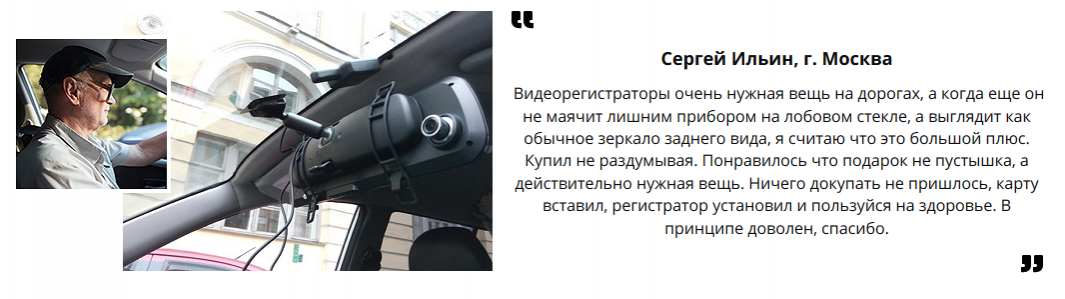 Сергей Ильин, г. Москва
Видеорегистраторы очень нужная вещь на дорогах, а когда еще он
не маячит лишним прибором на лобовом стекле, а выглядит как
обычное зеркало заднего вида, я считаю что это большой плюс.
Купил не раздумывая. Понравилось что подарок не пустышка, а
действительно нужная вещь. Ничего докупать не пришлось, карту
вставил, регистратор установил и пользуйся на здоровье. В
принципе доволен, спасибо.